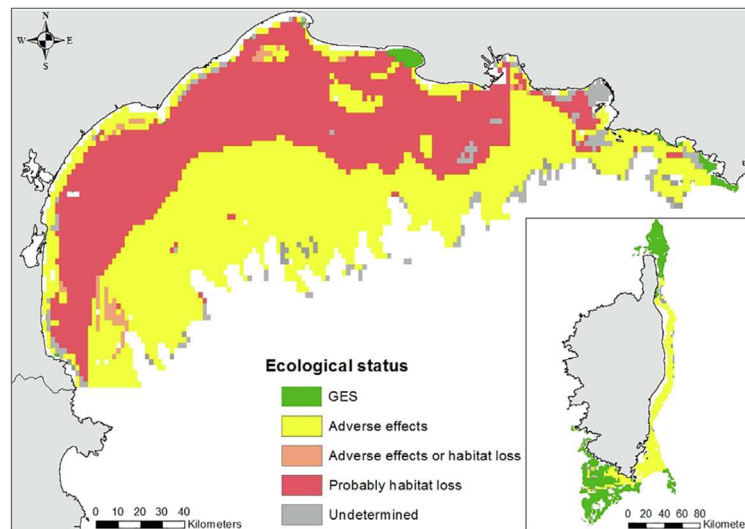 N
W E
S
Ecological status
GES
Adverse effects
Adverse effects or habitat loss
Probably habitat loss
Undetermined
0 10 20 30 40
Kilometers
0 20 40 60 80
Kilometers